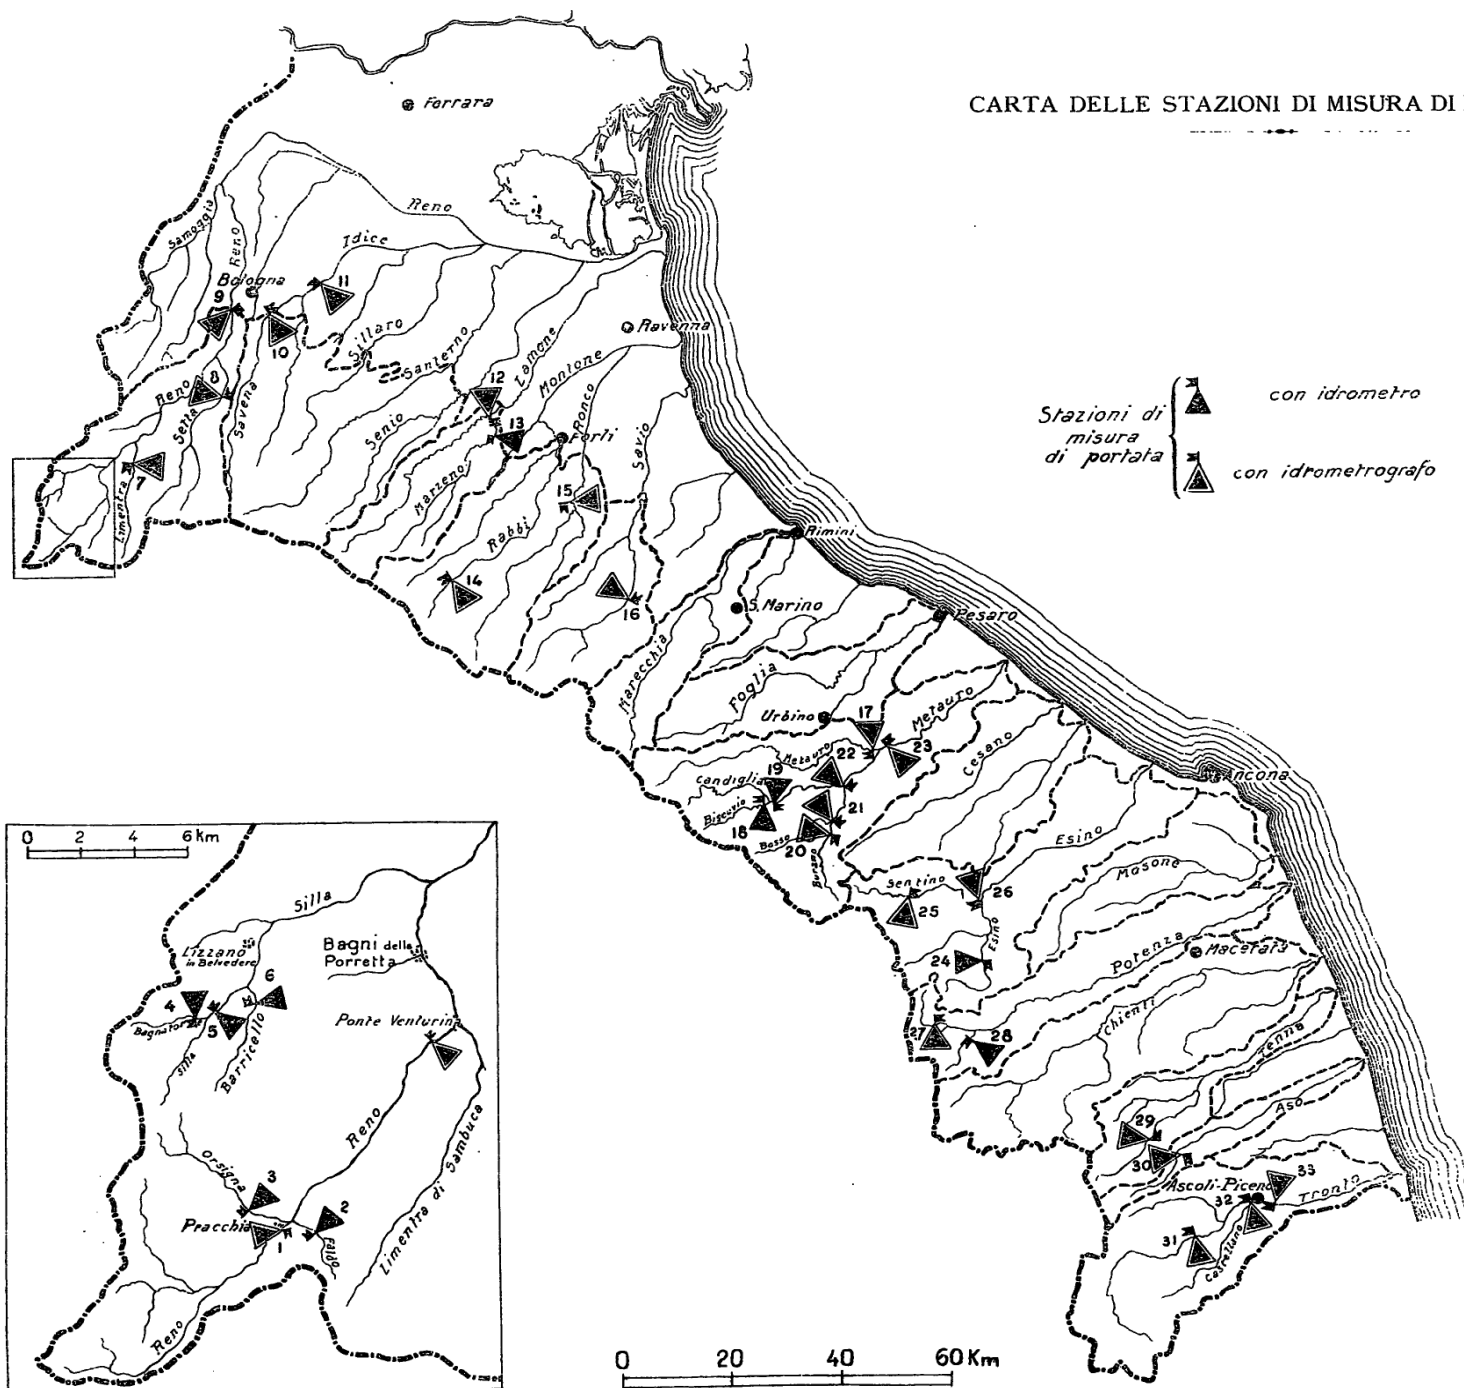 CARTA DELLE STAZIONI DI MISURA DI
Ferrara
Samoggia
Reno
Reno
Idice
Bologna
9
10
11
Sillaro
Santerno
Ravenna
Lamone
Montone
Ronco
Savio
12
13
Forlì
8
Reno
Setta
Savena
Senio
Marzeno
7
Limentra
15
Rabbi
14
16
Stazioni di
misura
di portata
con idrometro
con idrometrografo
Rimini
S. Marino
Marecchia
Pesaro
Foglia
Urbino
17
Metauro
Metauro
22
23
Cesano
19
Candiglia
Biscuvio
18
21
Bosso
20
Burano
Ancona
Esino
Sentino
26
25
Musone
Esino
24
Potenza
Macerata
27
28
Chienti
Tenna
Aso
29
30
Ascoli-Piceno
33
32
Tronto
31
Castellano
0 2 4 6 Km
Silla
Lizzano
in Belvedere
Bagni della
Porretta
4
6
5
Silla
Barricello
Ponte Venturina
Reno
Orsigna
3
2
Pracchia
1
Faldo
Limentra di Sambuca
Reno
0 20 40 60 Km